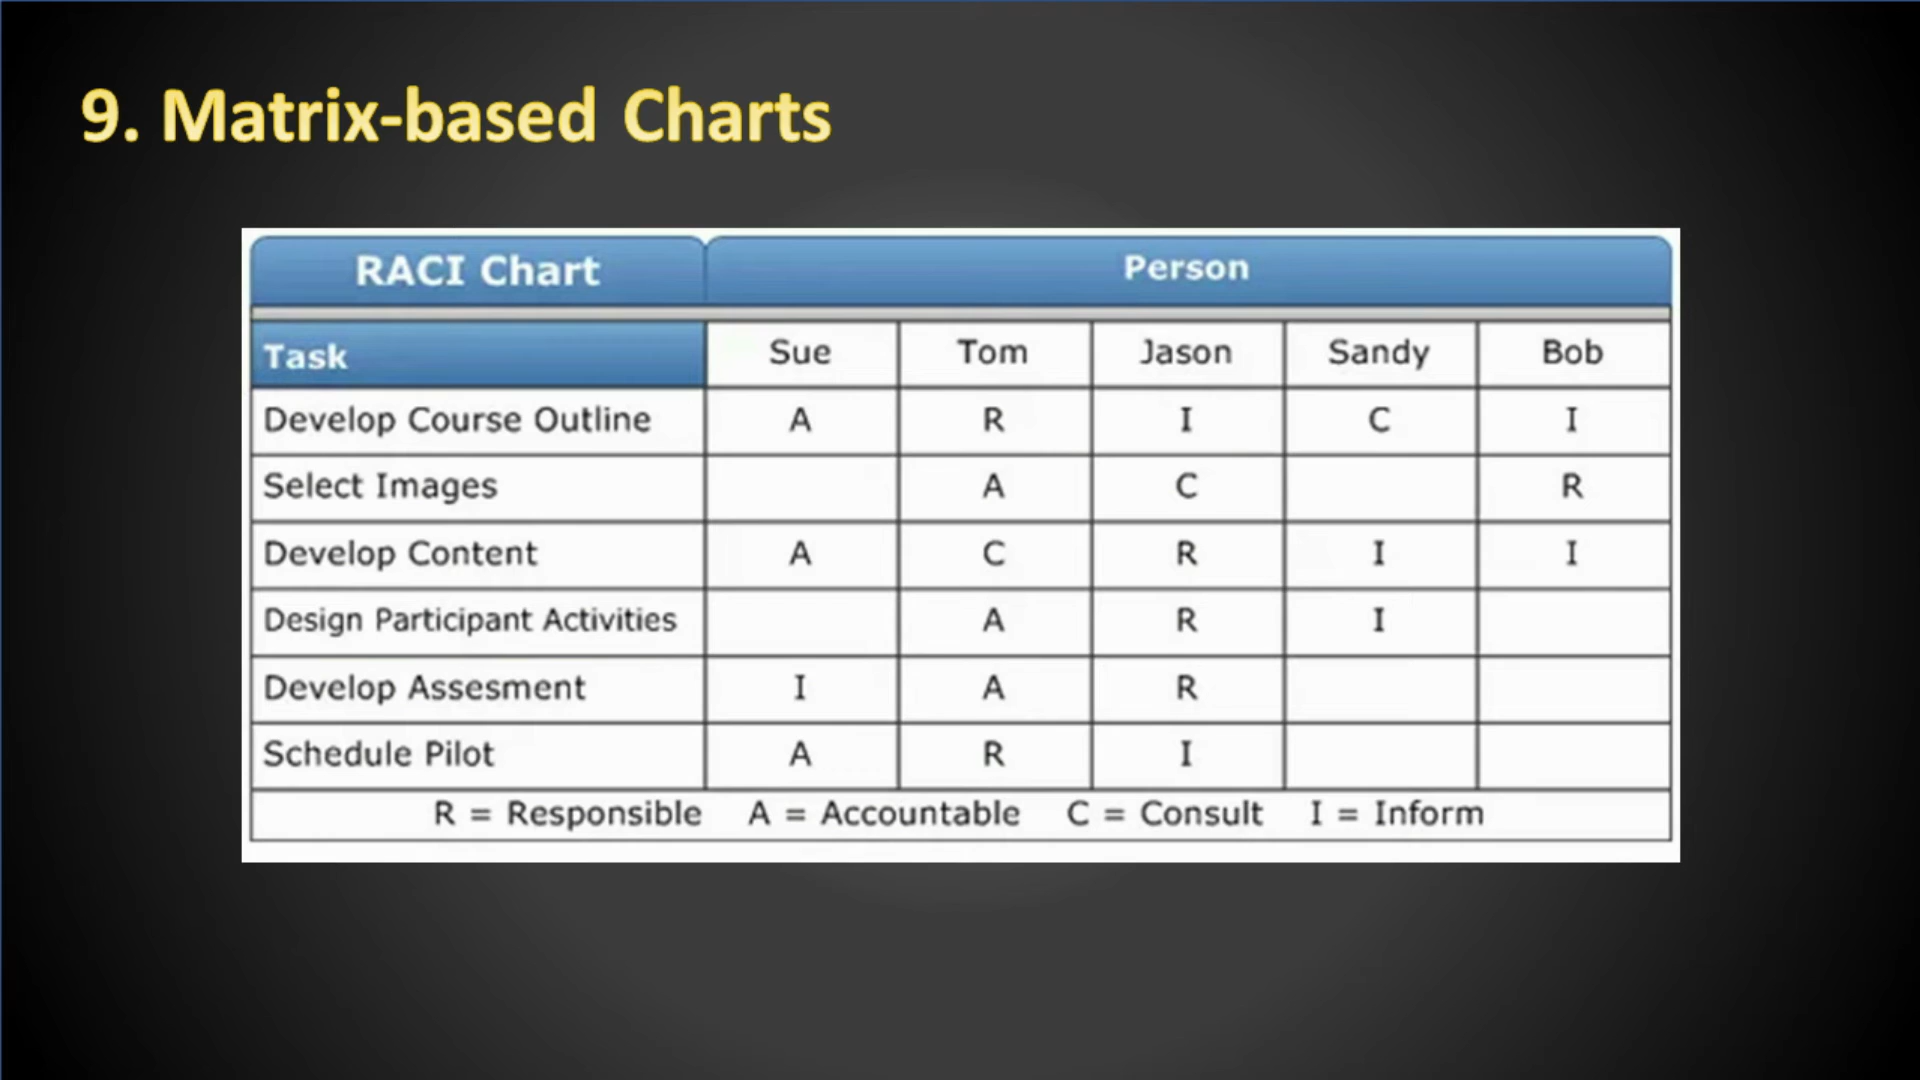 9. Matrix-based Charts
RACI Chart Person
Task Sue Tom Jason Sandy Bob
Develop Course Outline A R I C I
Select Images A C R
Develop Content A C R I I
Design Participant Activities A R I
Develop Assesment I A R
Schedule Pilot A R I
R = Responsible A = Accountable C = Consult I = Inform